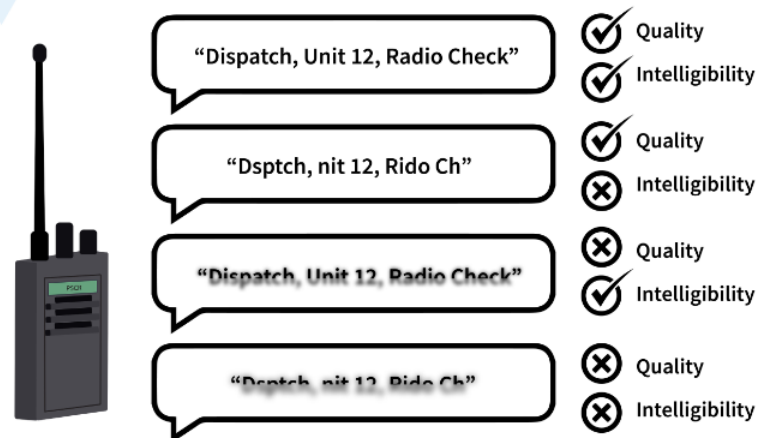 “Dispatch, Unit 12, Radio Check”
Quality
Intelligibility
“Dsptch, nit 12, Rido Ch”
Quality
Intelligibility
“Dispatch, Unit 12, Radio Check”
Quality
Intelligibility
“Dsptch, nit 12, Rido Ch”
Quality
Intelligibility